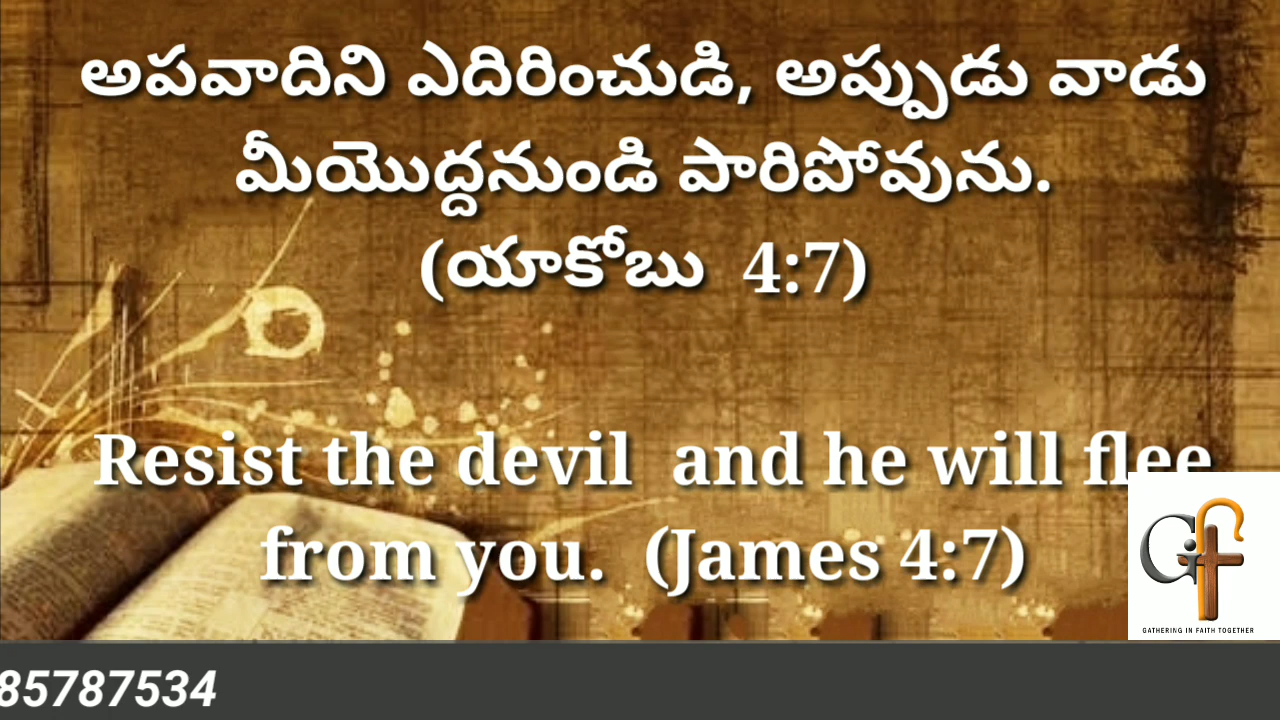 అపవాదిని ఎదిరించుడి, అప్పుడు వాడు
మీయొద్దనుండి పారిపోవును.
(యాకోబు 4:7)
Resist the devil and he will flee
from you. (James 4:7)
Gif
GATHERING IN FAITH TOGETHER
85787534